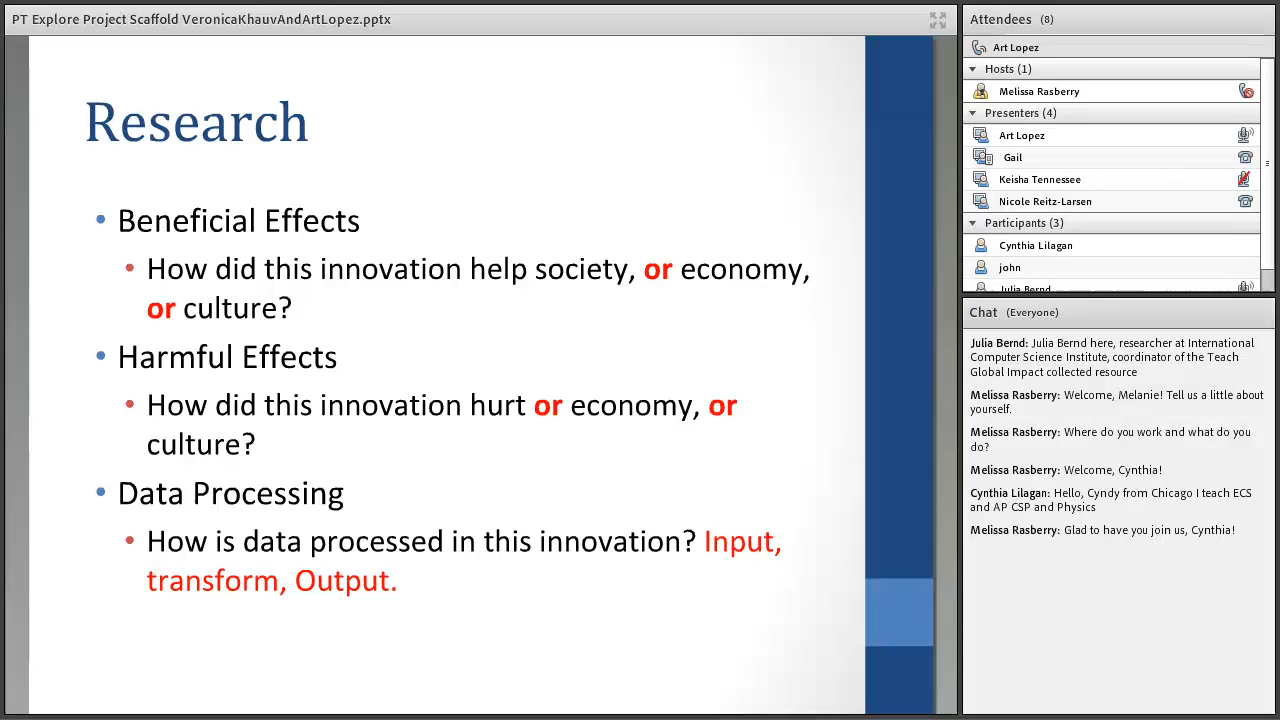 PT Explore Project Scaffold VeronicaKhauvAndArtLopez.pptx
Research
• Beneficial Effects
• How did this innovation help society, or economy,
or culture?
• Harmful Effects
• How did this innovation hurt or economy, or
culture?
• Data Processing
• How is data processed in this innovation? Input,
transform, Output.
Attendees (8)
Art Lopez
Hosts (1)
Melissa Rasberry
Presenters (4)
Art Lopez
Gail
Keisha Tennessee
Nicole Reitz-Larsen
Participants (3)
Cynthia Lilagan
john
Julia Bernd
Chat (Everyone)
Julia Bernd: Julia Bernd here, researcher at International
Computer Science Institute, coordinator of the Teach
Global Impact collected resource
Melissa Rasberry: Welcome, Melanie! Tell us a little about
yourself.
Melissa Rasberry: Where do you work and what do you
do?
Melissa Rasberry: Welcome, Cynthia!
Cynthia Lilagan: Hello, Cyndy from Chicago I teach ECS
and AP CSP and Physics
Melissa Rasberry: Glad to have you join us, Cynthia!